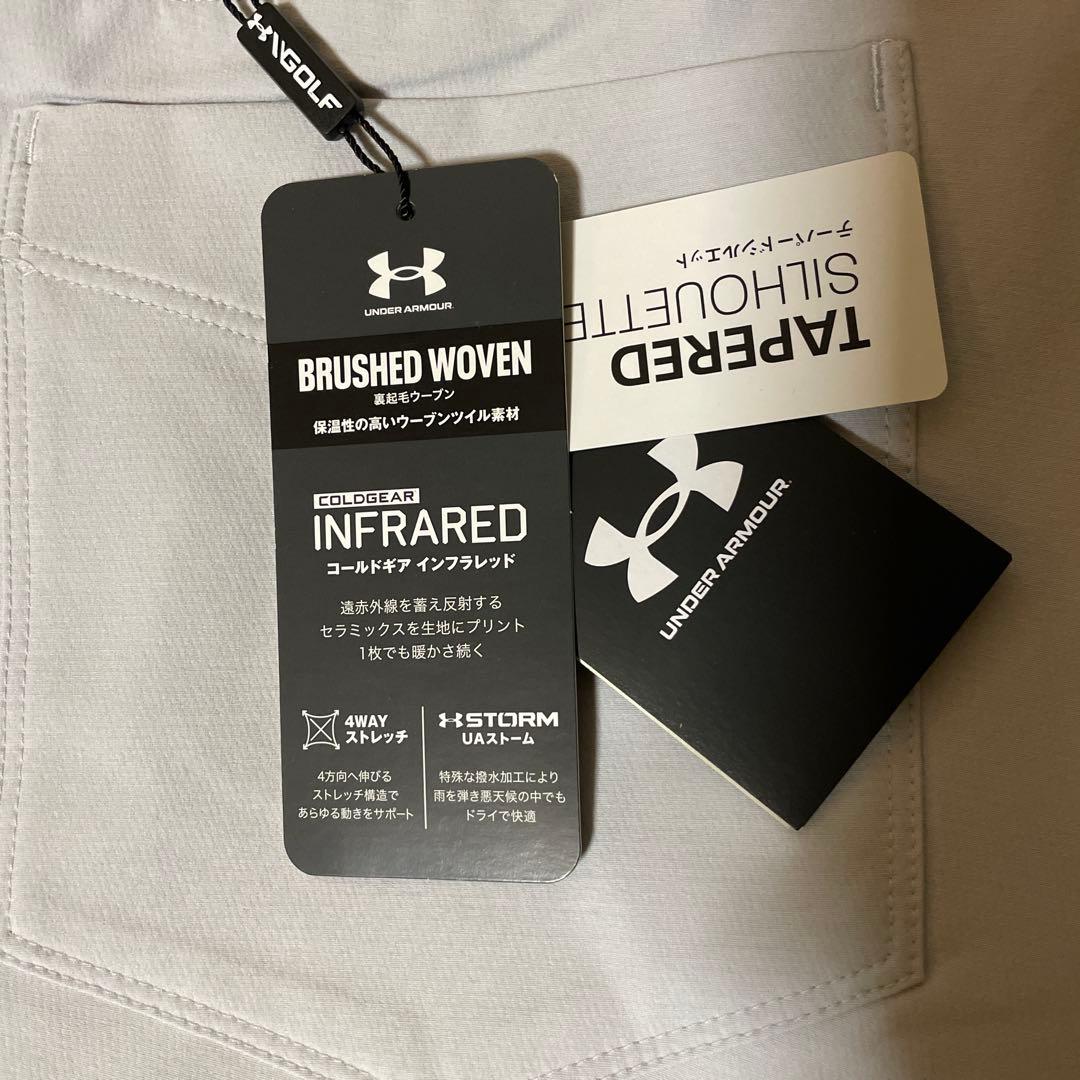 GOLF
UNDER ARMOUR
BRUSHED WOVEN
裏起毛ウーブン
保温性の高いウーブンツイル素材
COLDGEAR
INFRARED
コールドギア インフラレッド
遠赤外線を蓄え反射する
セラミックスを生地にプリント
1枚でも暖かさ続く
4WAY
ストレッチ
4方向へ伸びる
ストレッチ構造で
あらゆる動きをサポート
STORM
UAストーム
特殊な撥水加工により
雨を弾き悪天候の中でも
ドライで快適
TAPERED
SILHOUETTE
テーパードシルエット
UNDER ARMOUR